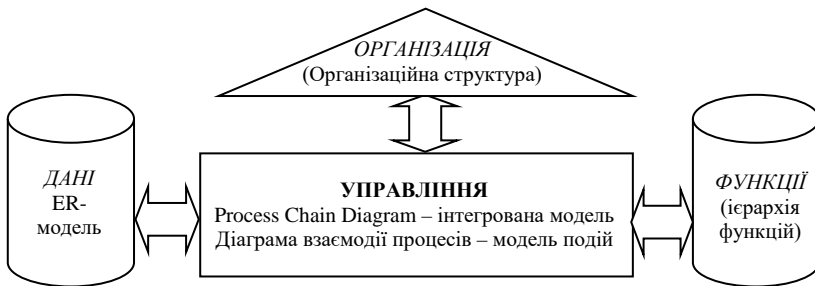 ОРГАНІЗАЦІЯ
(Організаційна структура)
ДАНІ
ER-
модель
УПРАВЛІННЯ
Process Chain Diagram – інтегрована модель
Діаграма взаємодії процесів – модель подій
ФУНКЦІЇ
(ієрархія
функцій)